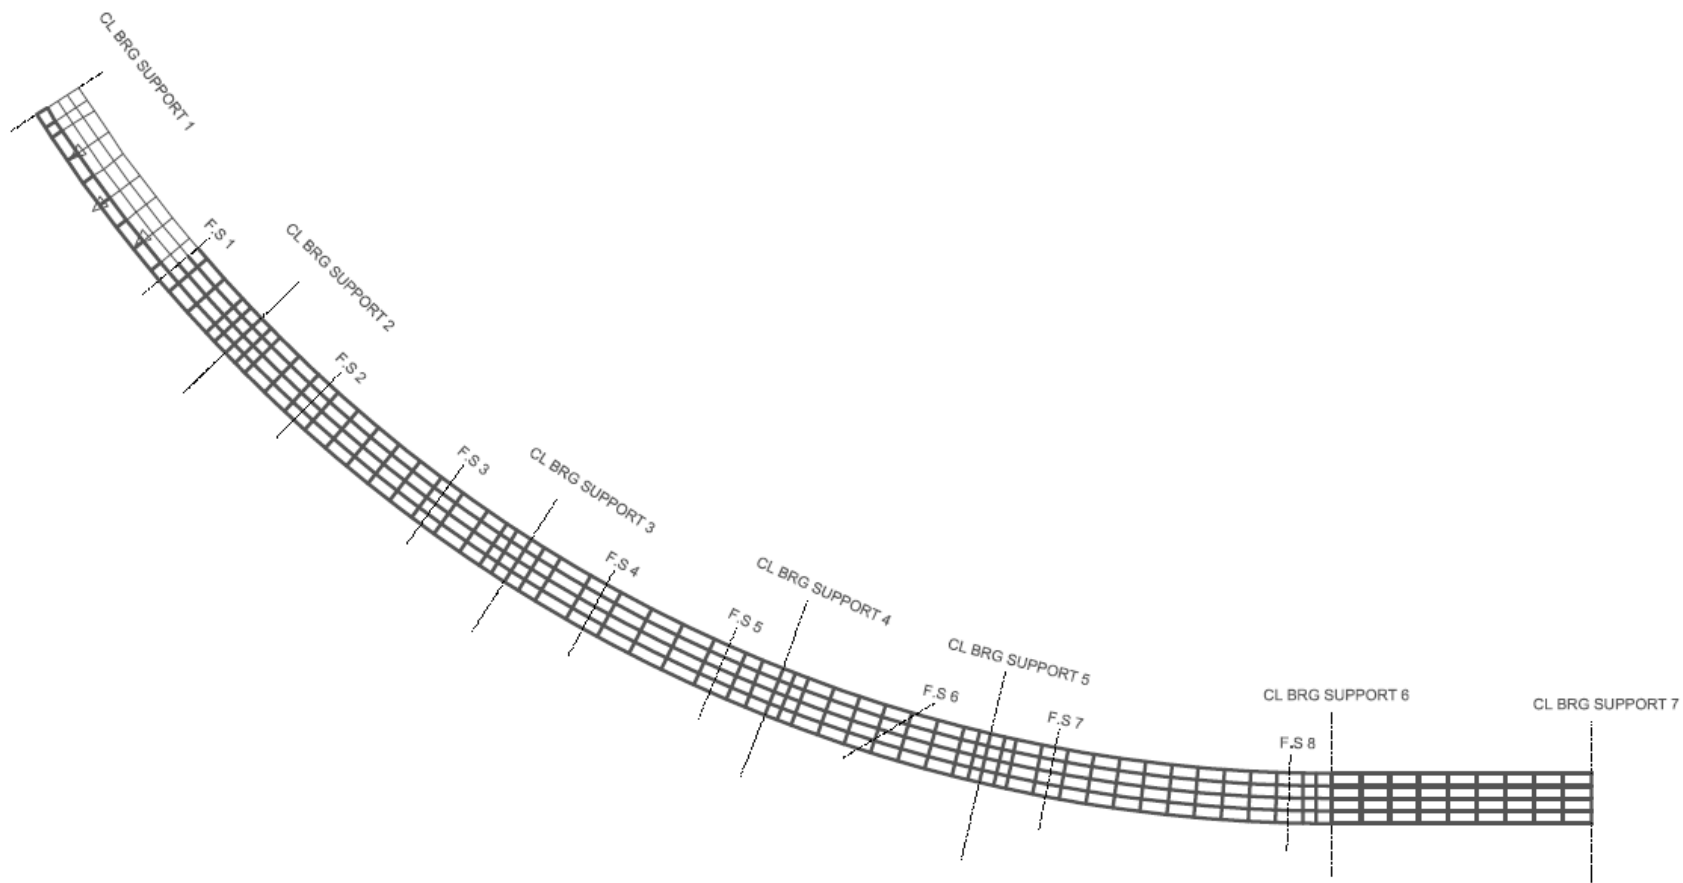 CL BRG SUPPORT 1
F.S 1
CL BRG SUPPORT 2
F.S 2
F.S 3
CL BRG SUPPORT 3
F.S 4
F.S 5
CL BRG SUPPORT 4
F.S 6
CL BRG SUPPORT 5
F.S 7
F.S 8
CL BRG SUPPORT 6
CL BRG SUPPORT 7